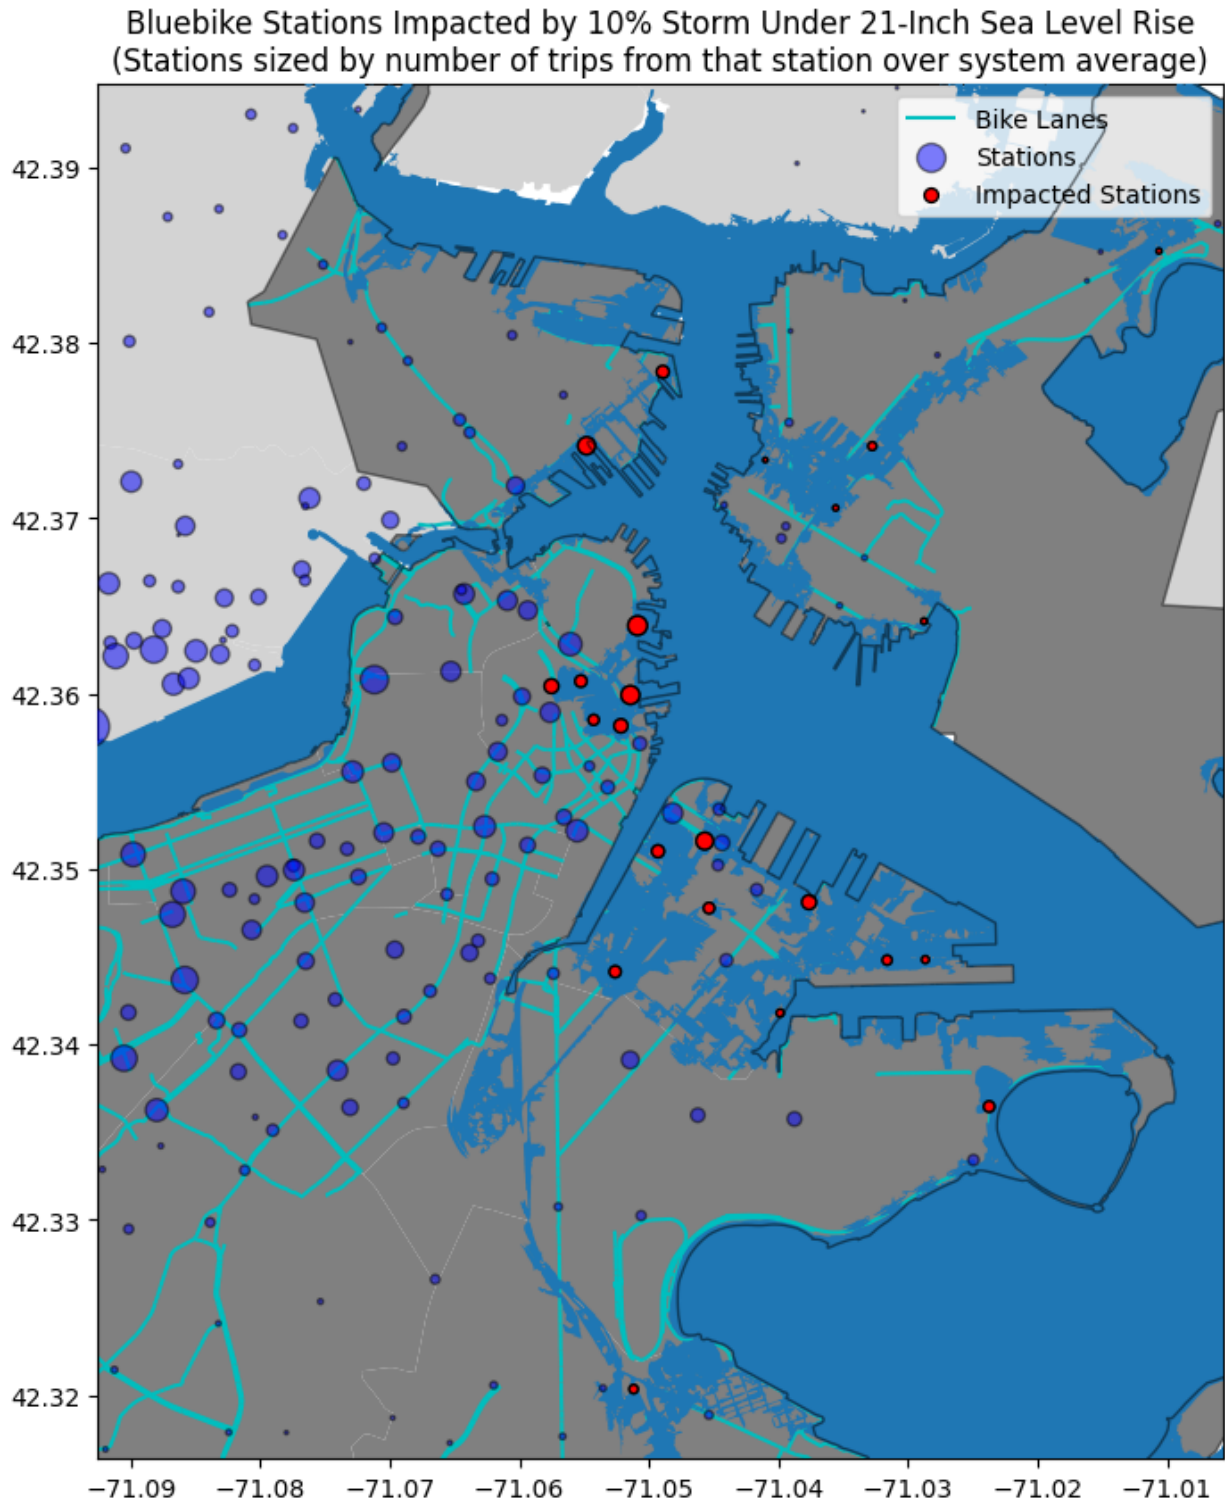 Bluebike Stations Impacted by 10% Storm Under 21-Inch Sea Level Rise
(Stations sized by number of trips from that station over system average)
Bike Lanes
Stations
Impacted Stations
42.39
42.38
42.37
42.36
42.35
42.34
42.33
42.32
−71.09 −71.08 −71.07 −71.06 −71.05 −71.04 −71.03 −71.02 −71.01